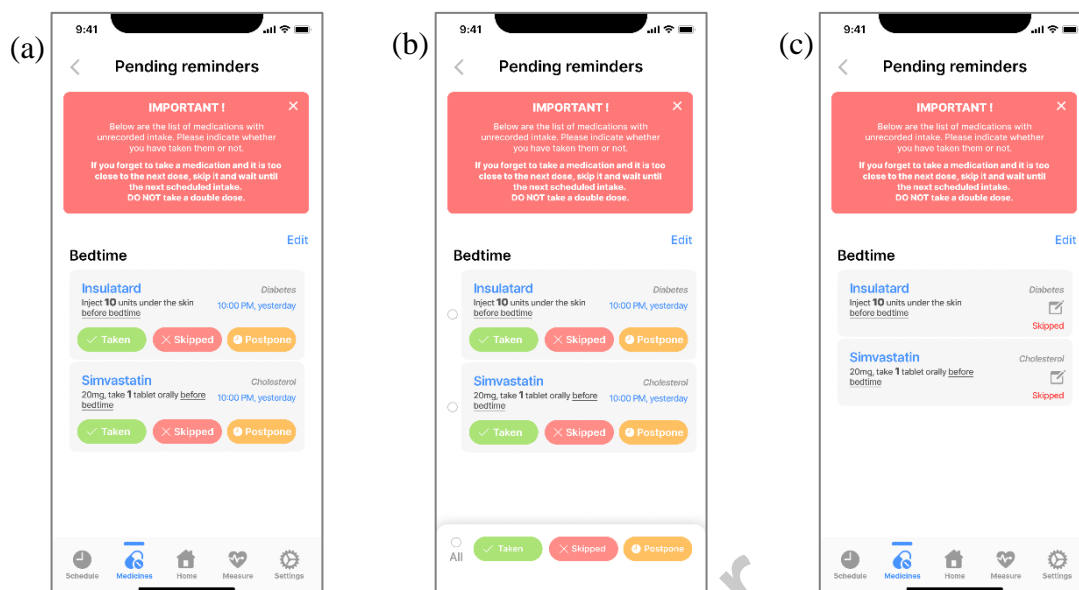 (a)
9:41
Pending reminders
IMPORTANT !
Below are the list of medications with
unrecorded intake. Please indicate whether
you have taken them or not.
If you forget to take a medication and it is too
close to the next dose, skip it and wait until
the next scheduled intake.
DO NOT take a double dose.
Edit
Bedtime
Insulatard
Diabetes
Inject 10 units under the skin
before bedtime
10:00 PM, yesterday
Taken
Skipped
Postpone
Simvastatin
Cholesterol
20mg, take 1 tablet orally before
bedtime
10:00 PM, yesterday
Taken
Skipped
Postpone
Schedule
Medicines
Home
Measure
Settings
(b)
9:41
Pending reminders
IMPORTANT !
Below are the list of medications with
unrecorded intake. Please indicate whether
you have taken them or not.
If you forget to take a medication and it is too
close to the next dose, skip it and wait until
the next scheduled intake.
DO NOT take a double dose.
Edit
Bedtime
Insulatard
Diabetes
Inject 10 units under the skin
before bedtime
10:00 PM, yesterday
Taken
Skipped
Postpone
Simvastatin
Cholesterol
20mg, take 1 tablet orally before
bedtime
10:00 PM, yesterday
Taken
Skipped
Postpone
All
Taken
Skipped
Postpone
(c)
9:41
Pending reminders
IMPORTANT !
Below are the list of medications with
unrecorded intake. Please indicate whether
you have taken them or not.
If you forget to take a medication and it is too
close to the next dose, skip it and wait until
the next scheduled intake.
DO NOT take a double dose.
Edit
Bedtime
Insulatard
Diabetes
Inject 10 units under the skin
before bedtime
Skipped
Simvastatin
Cholesterol
20mg, take 1 tablet orally before
bedtime
Skipped
Schedule
Medicines
Home
Measure
Settings